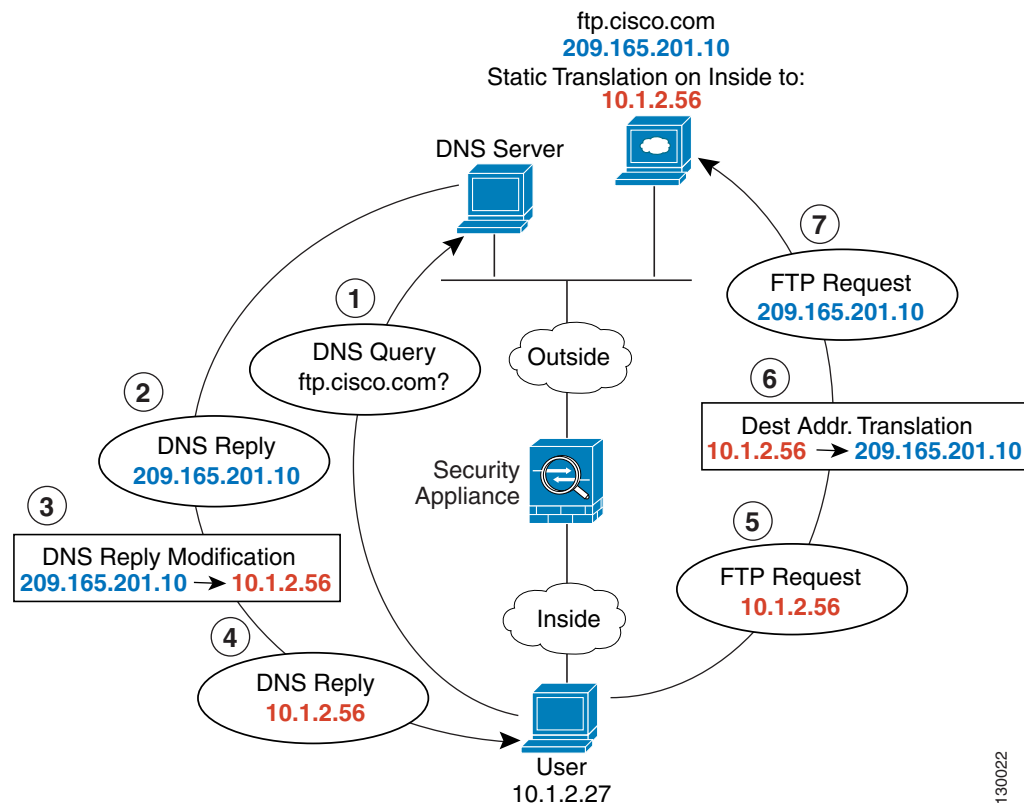 ftp.cisco.com
209.165.201.10
Static Translation on Inside to:
10.1.2.56
DNS Server
7
FTP Request
209.165.201.10
1
DNS Query
ftp.cisco.com?
Outside
6
Dest Addr. Translation
10.1.2.56 → 209.165.201.10
2
DNS Reply
209.165.201.10
Security
Appliance
3
DNS Reply Modification
209.165.201.10 → 10.1.2.56
5
FTP Request
10.1.2.56
Inside
4
DNS Reply
10.1.2.56
User
10.1.2.27
130022